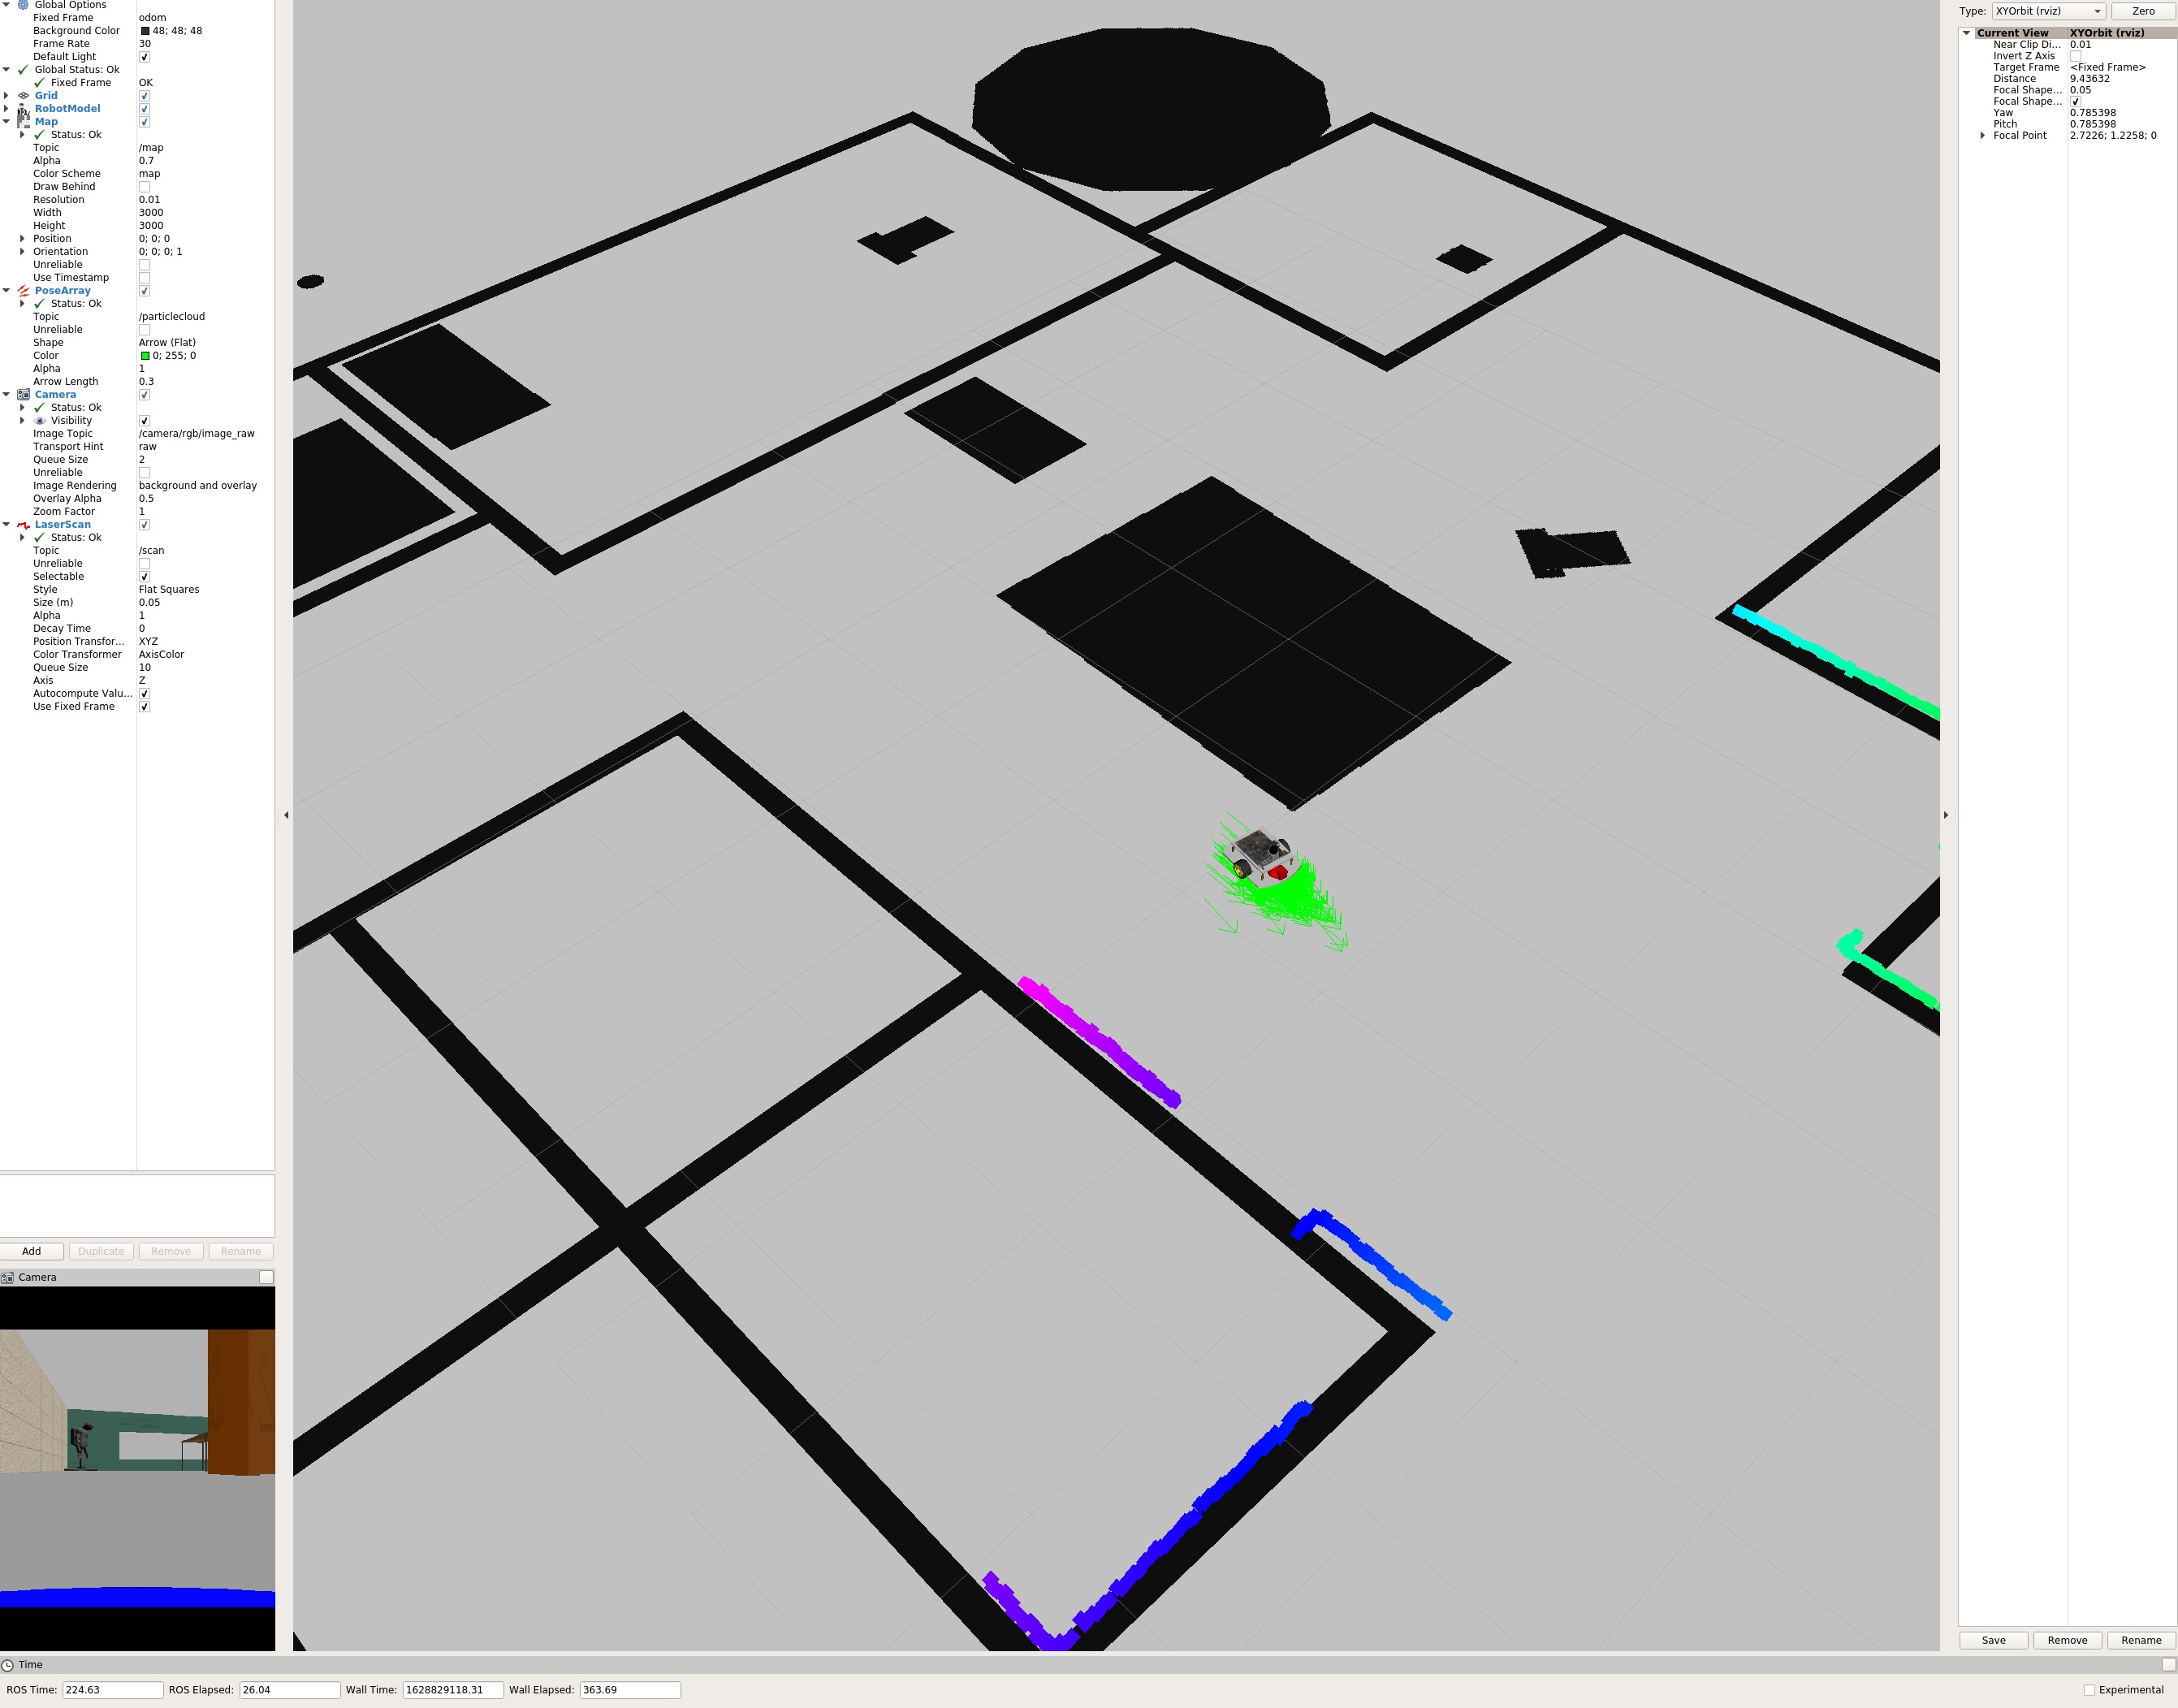 Global Options
Fixed Frame odom
Background Color 48; 48; 48
Frame Rate 30
Default Light
Global Status: Ok
Fixed Frame OK
Grid
RobotModel
Map
Status: Ok
Topic /map
Alpha 0.7
Color Scheme map
Draw Behind
Resolution 0.01
Width 3000
Height 3000
Position 0; 0; 0
Orientation 0; 0; 0; 1
Unreliable
Use Timestamp
PoseArray
Status: Ok
Topic /particlecloud
Unreliable
Shape Arrow (Flat)
Color 0; 255; 0
Alpha 1
Arrow Length 0.3
Camera
Status: Ok
Visibility
Image Topic /camera/rgb/image_raw
Transport Hint raw
Queue Size 2
Unreliable
Image Rendering background and overlay
Overlay Alpha 0.5
Zoom Factor 1
LaserScan
Status: Ok
Topic /scan
Unreliable
Selectable
Style Flat Squares
Size (m) 0.05
Alpha 1
Decay Time 0
Position Transfor... XYZ
Color Transformer AxisColor
Queue Size 10
Axis Z
Autocompute Valu...
Use Fixed Frame
Add Duplicate Remove Rename
Camera
Type: XYOrbit (rviz) Zero
Current View XYOrbit (rviz)
Near Clip Di... 0.01
Invert Z Axis
Target Frame <Fixed Frame>
Distance 9.43632
Focal Shape... 0.05
Focal Shape...
Yaw 0.785398
Pitch 0.785398
Focal Point 2.7226; 1.2258; 0
Save Remove Rename
Time
ROS Time: 224.63 ROS Elapsed: 26.04 Wall Time: 1628829118.31 Wall Elapsed: 363.69 Experimental